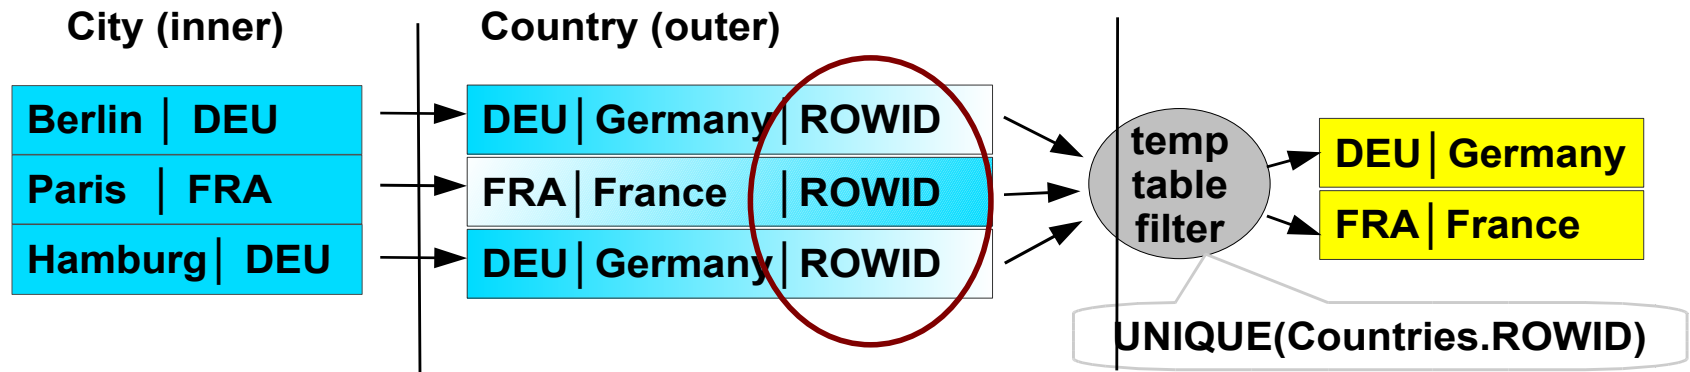 City (inner)
Country (outer)
Berlin | DEU
Paris | FRA
Hamburg | DEU
DEU | Germany | ROWID
FRA | France | ROWID
DEU | Germany | ROWID
temp
table
filter
DEU | Germany
FRA | France
UNIQUE(Countries.ROWID)